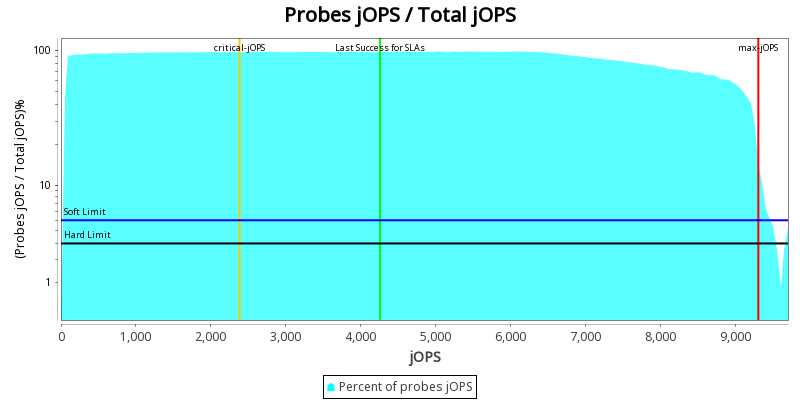 Probes jOPS / Total jOPS
(Probes jOPS / Total jOPS)%
100
10
1
critical-jOPS
Last Success for SLAs
max-jOPS
Soft Limit
Hard Limit
0
1,000
2,000
3,000
4,000
5,000
6,000
7,000
8,000
9,000
jOPS
Percent of probes jOPS